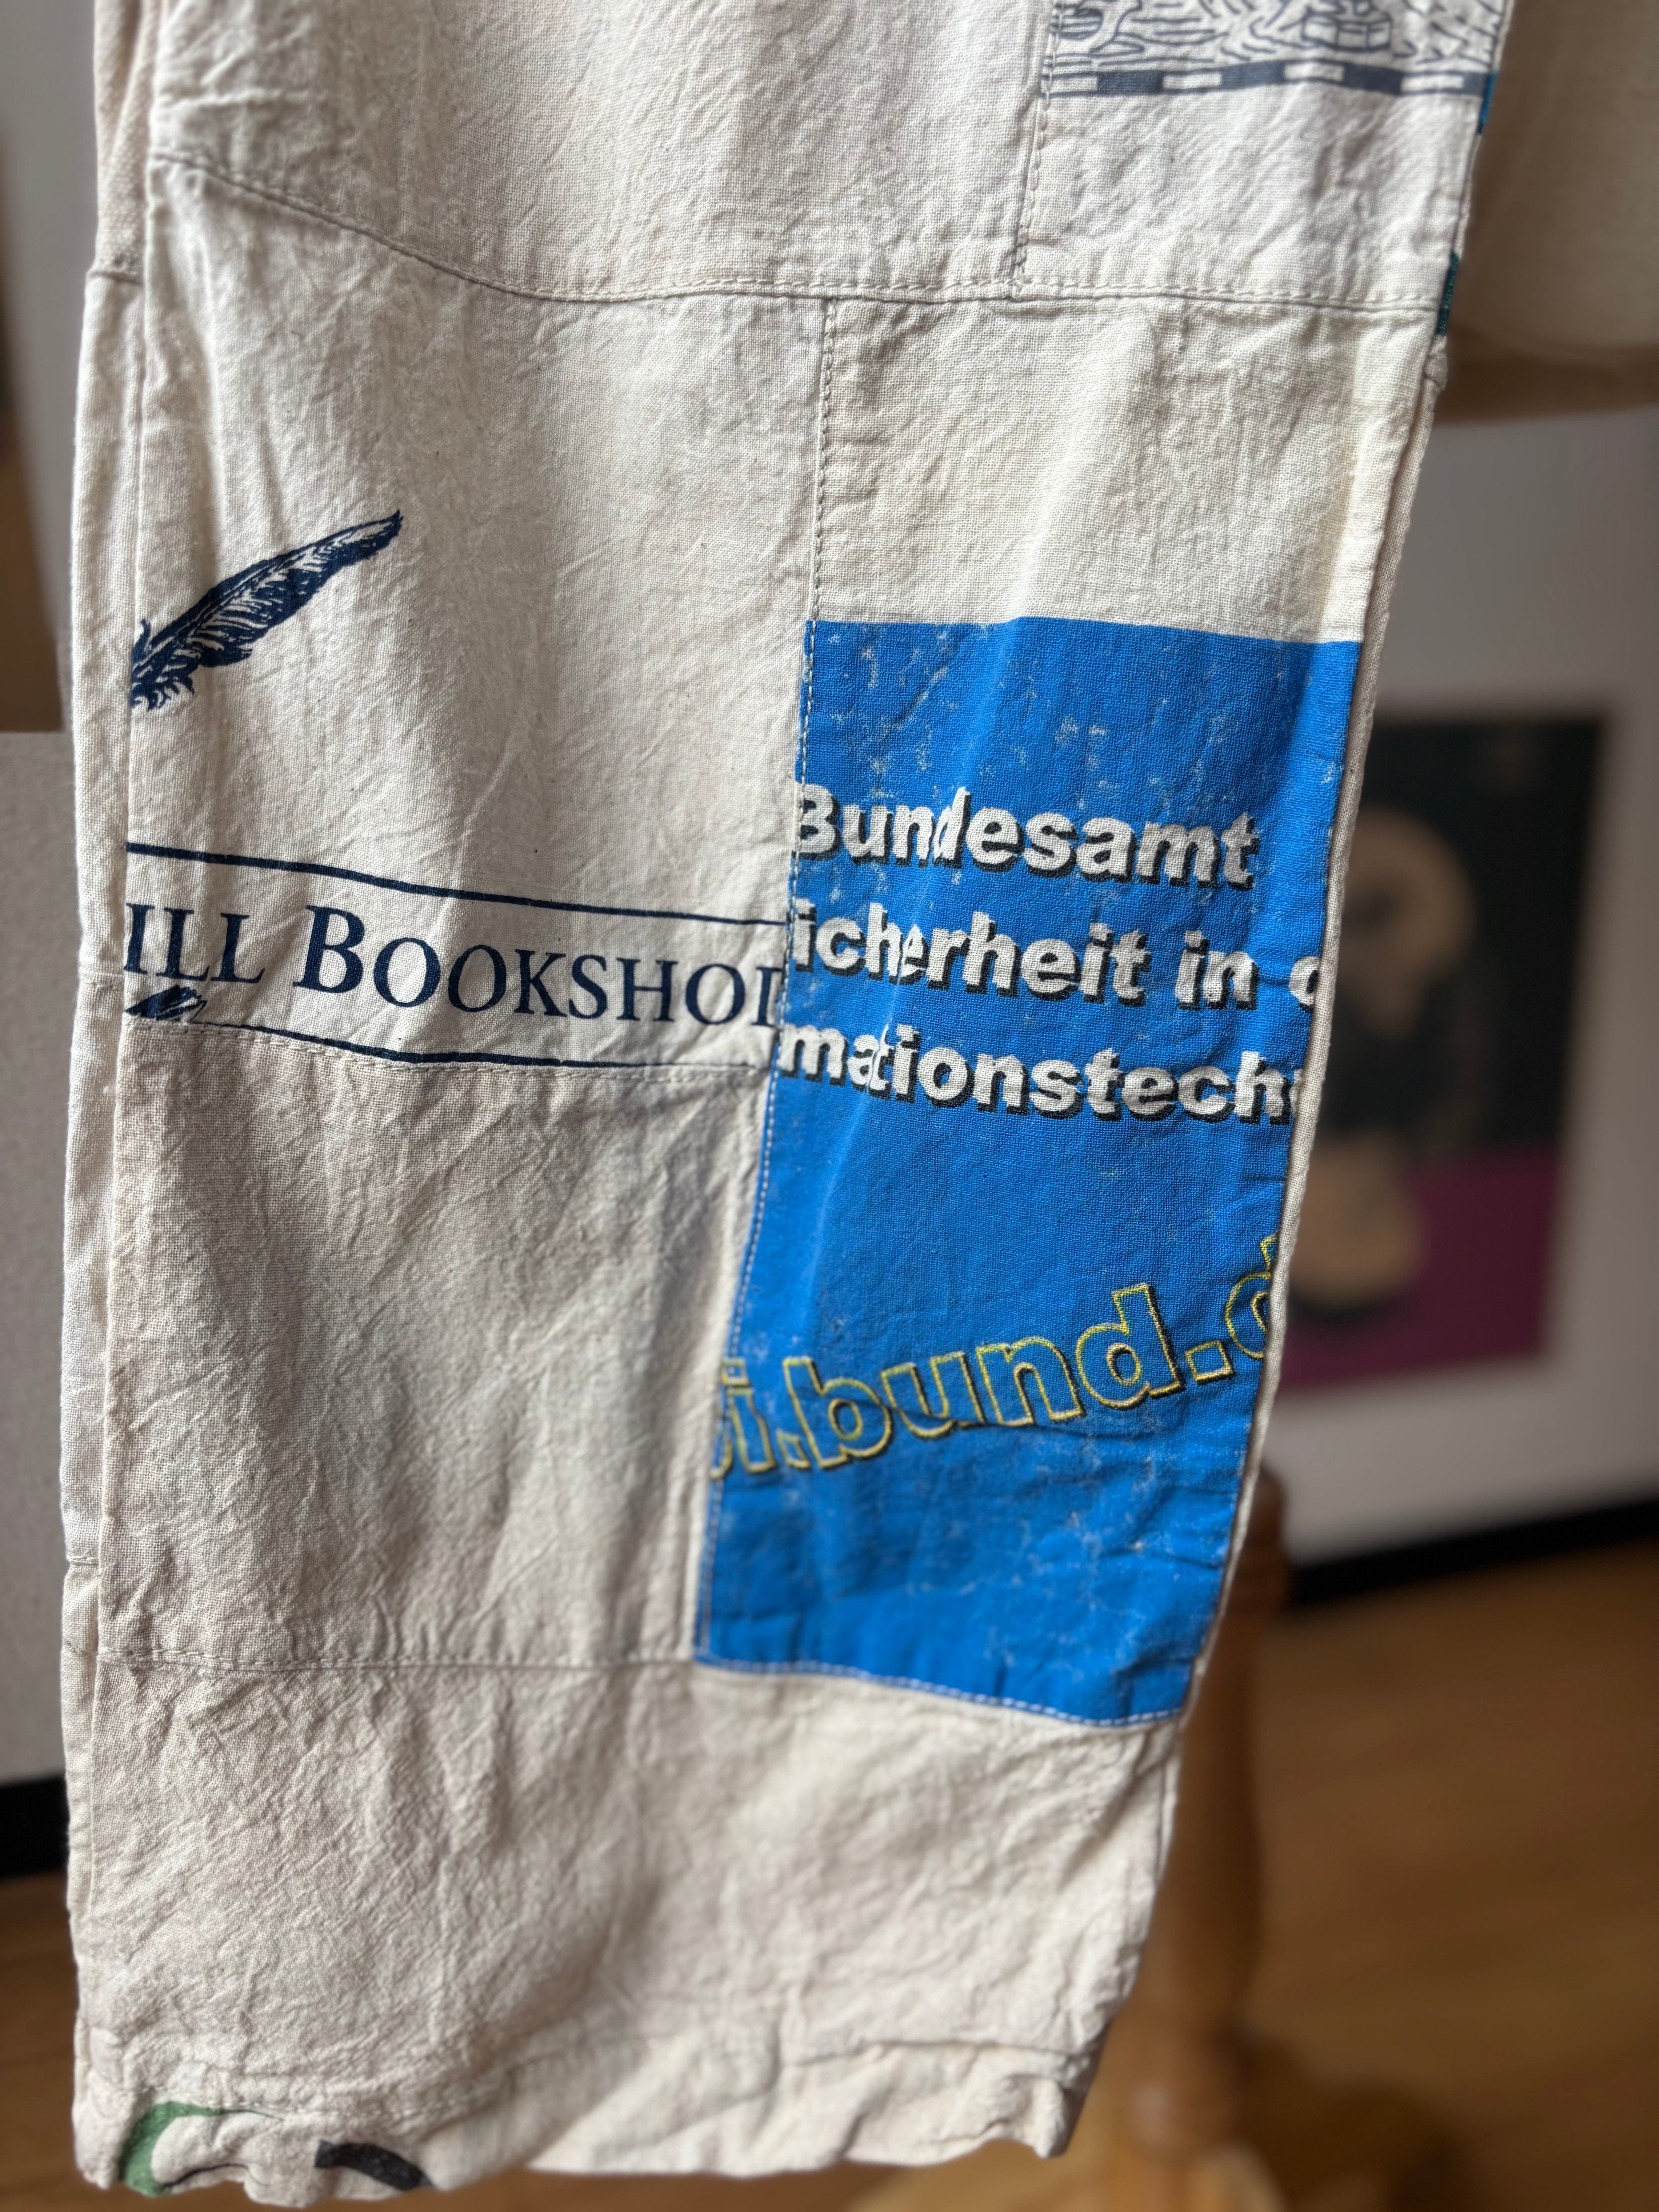 ILL BOOKSHOP
Bundesamt
icherheit in d
mationstech
i.bund.d